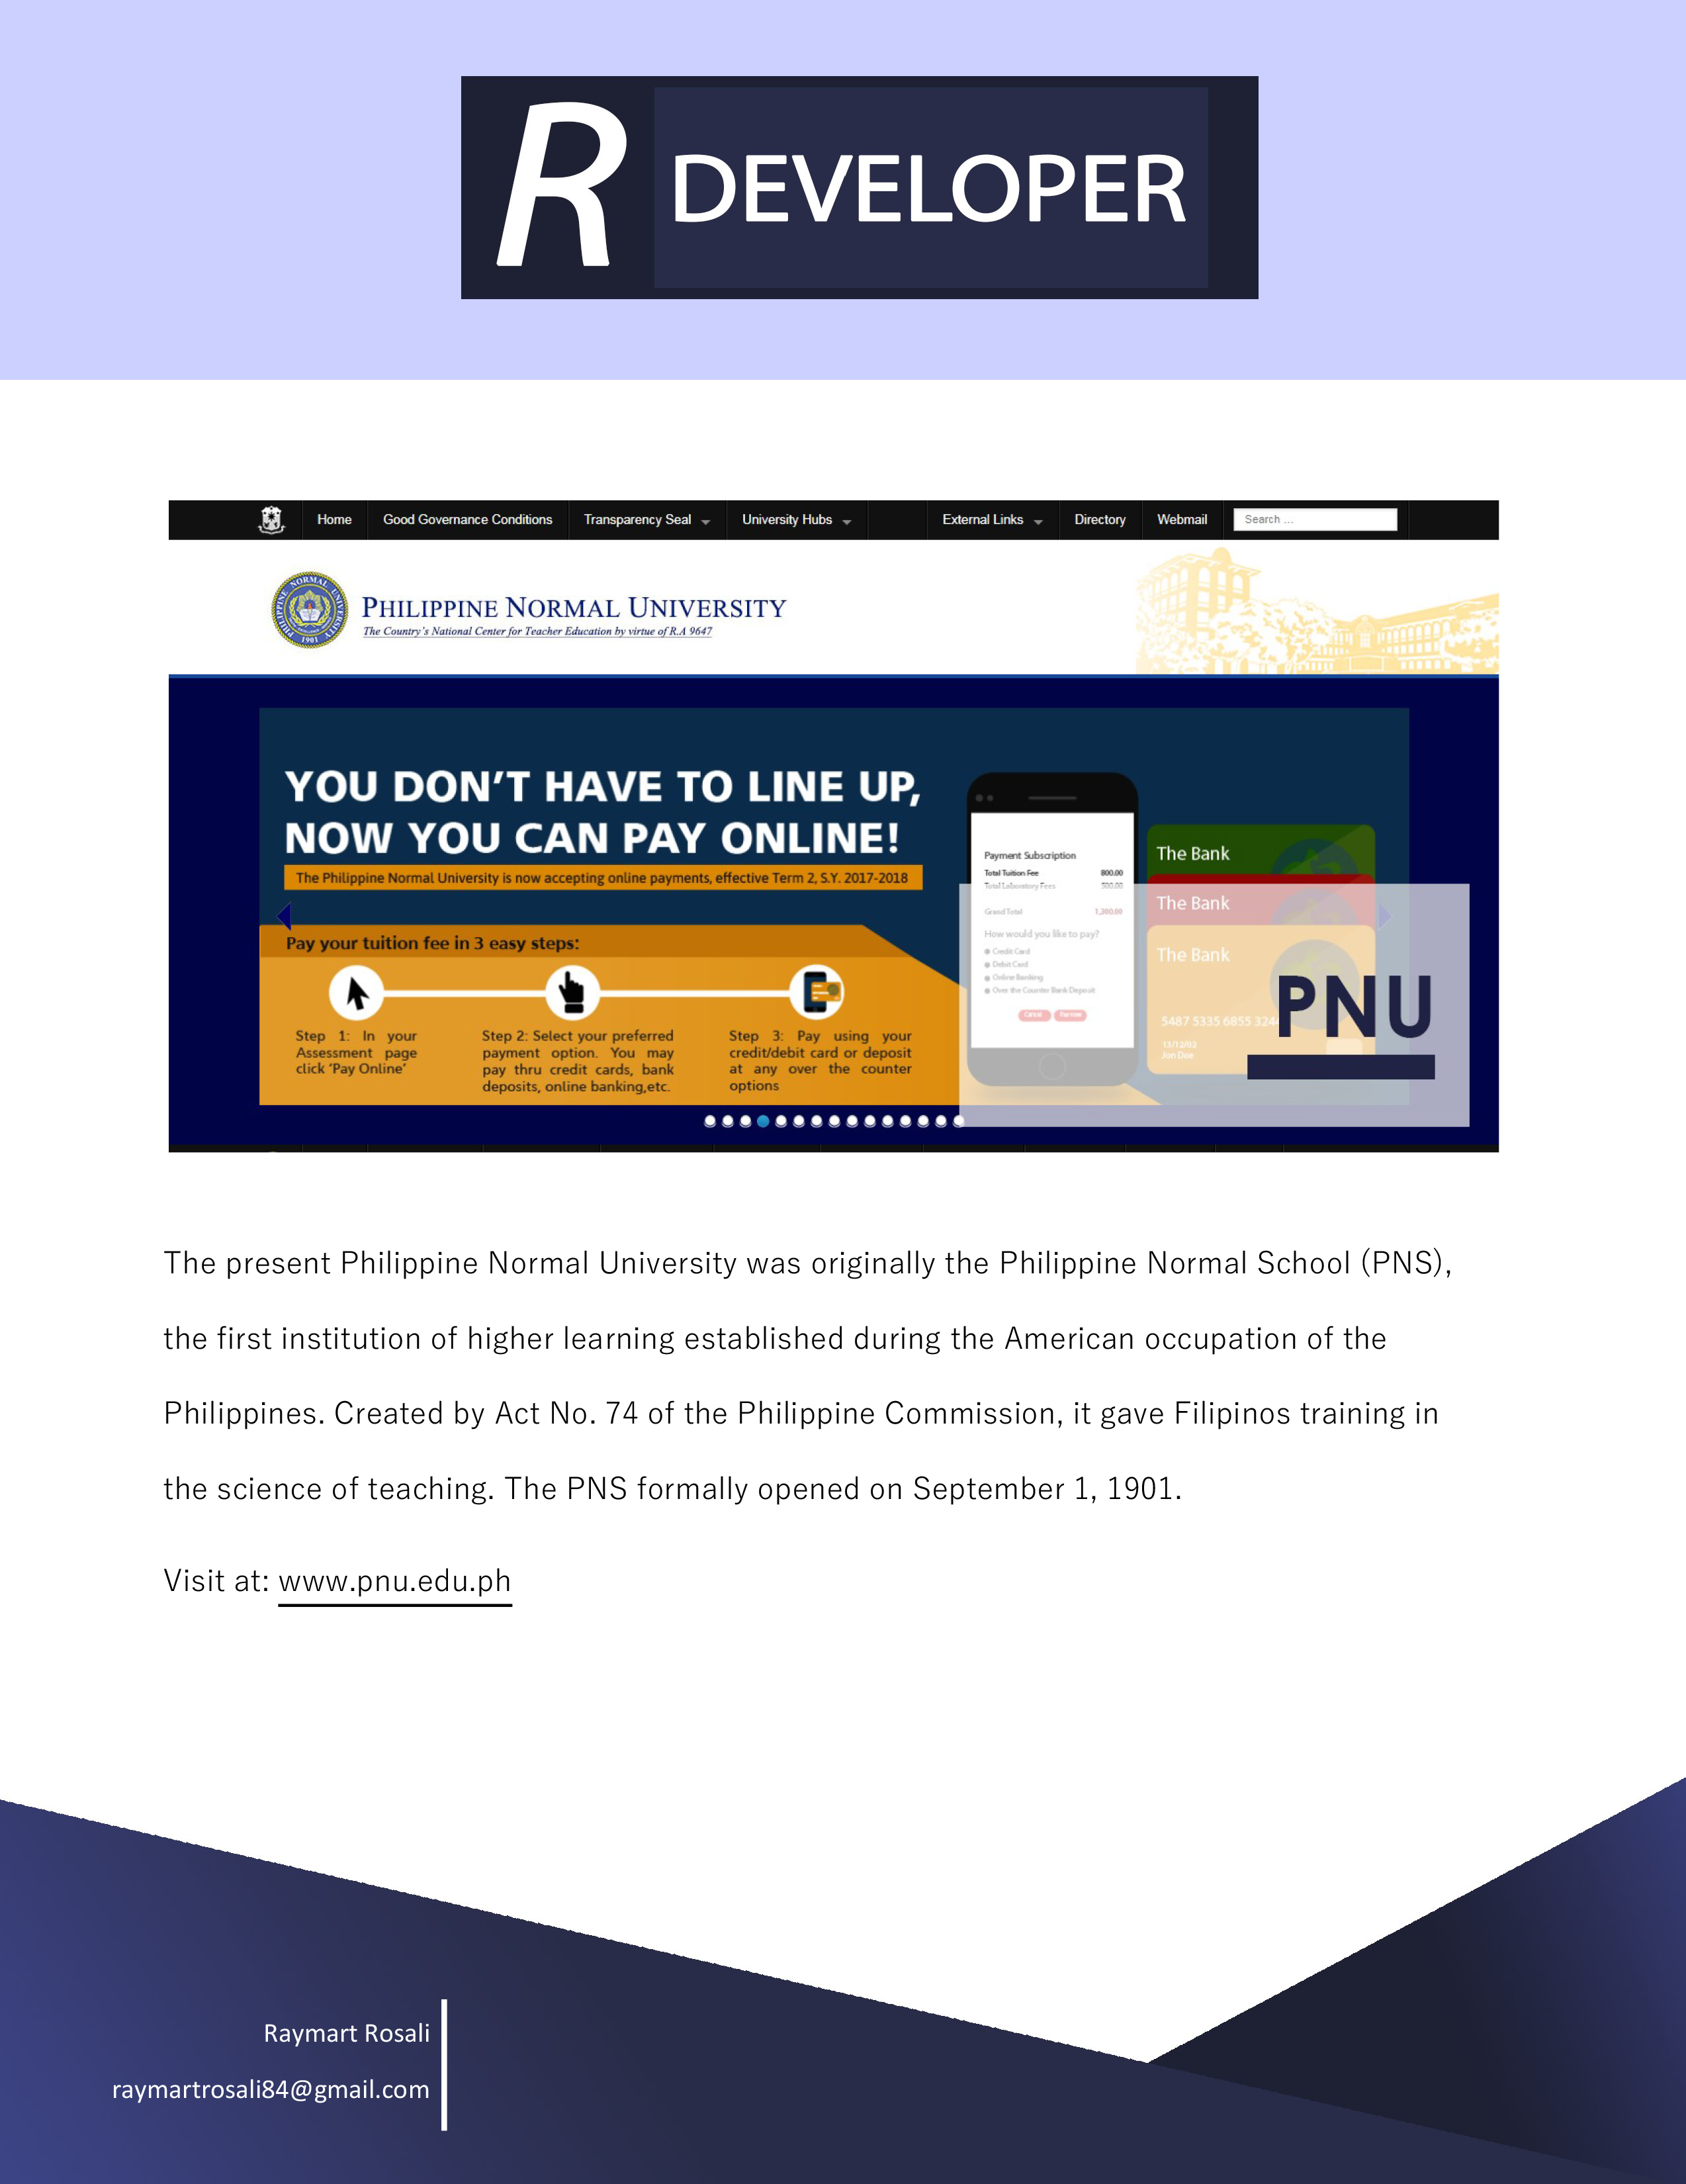 R DEVELOPER
Home Good Governance Conditions Transparency Seal University Hubs External Links Directory Webmail Search ...
NORMAL
PHILIPPINE UNIVERSITY
1901
PHILIPPINE NORMAL UNIVERSITY
The Country's National Center for Teacher Education by virtue of R.A 9647
YOU DON'T HAVE TO LINE UP,
NOW YOU CAN PAY ONLINE!
The Philippine Normal University is now accepting online payments, effective Term 2, S.Y. 2017-2018
Pay your tuition fee in 3 easy steps:
Step 1: In your
Assessment page
click 'Pay Online'
Step 2: Select your preferred
payment option. You may
pay thru credit cards, bank
deposits, online banking,etc.
Step 3: Pay using your
credit/debit card or deposit
at any over the counter
options
Payment Subscription
Total Tuition Fee 800.00
Total Laboratory Fees 500.00
Grand Total 1,300.00
How would you like to pay?
Credit Card
Debit Card
Online Banking
Over the Counter Bank Deposit
Cancel
The Bank
The Bank
The Bank
5487 5335 6855 324
13/12/02
Jon Doe
PNU
The present Philippine Normal University was originally the Philippine Normal School (PNS),
the first institution of higher learning established during the American occupation of the
Philippines. Created by Act No. 74 of the Philippine Commission, it gave Filipinos training in
the science of teaching. The PNS formally opened on September 1, 1901.
Visit at: www.pnu.edu.ph
Raymart Rosali
raymartrosali84@gmail.com